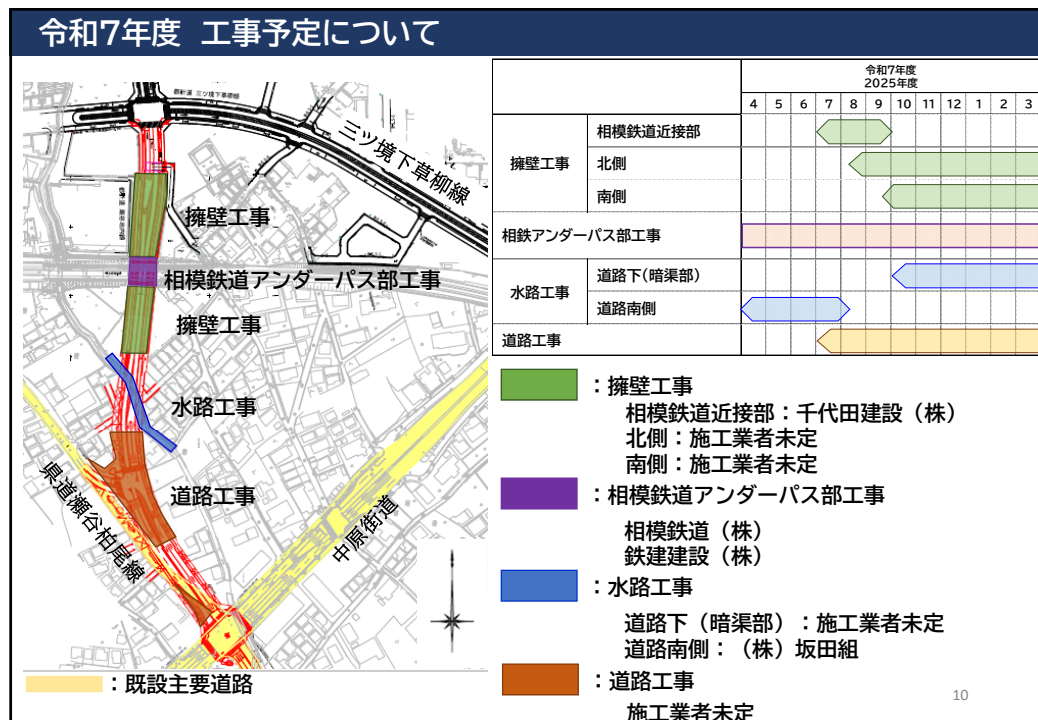 令和7年度 工事予定について
都計道 三ツ境下草柳線
三ツ境下草柳線
擁壁工事
相模鉄道アンダーパス部工事
擁壁工事
水路工事
道路工事
県道瀬谷柏尾線
中原街道
：既設主要道路
令和7年度
2025年度
4 5 6 7 8 9 10 11 12 1 2 3
擁壁工事
相模鉄道近接部
北側
南側
相鉄アンダーパス部工事
水路工事
道路下(暗渠部)
道路南側
道路工事
：擁壁工事
相模鉄道近接部：千代田建設（株）
北側：施工業者未定
南側：施工業者未定
：相模鉄道アンダーパス部工事
相模鉄道（株）
鉄建建設（株）
：水路工事
道路下（暗渠部）：施工業者未定
道路南側：（株）坂田組
：道路工事
施工業者未定
10